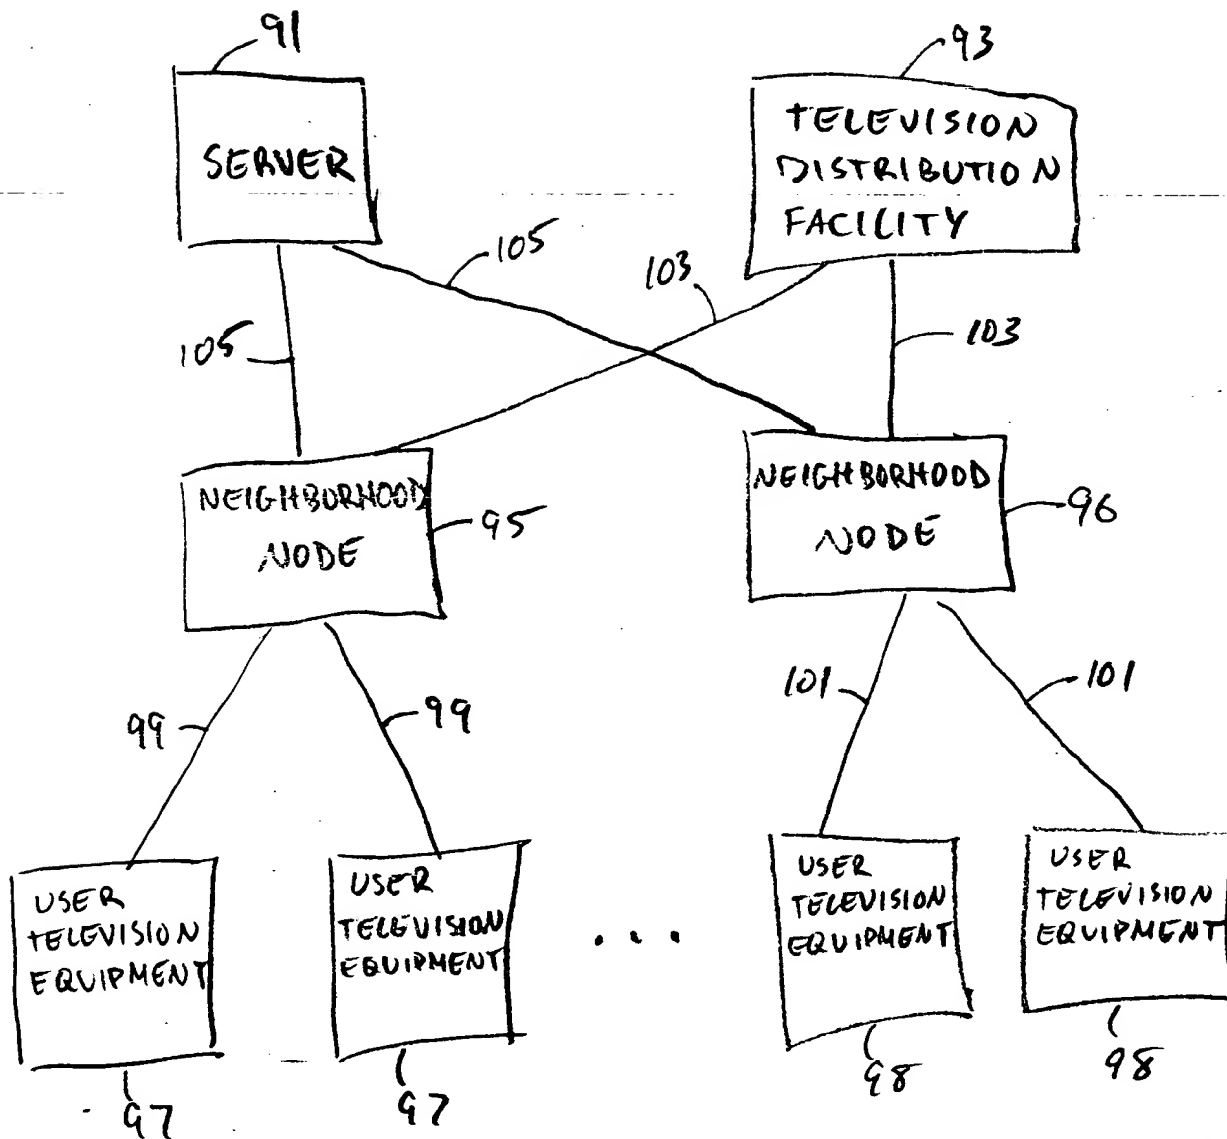 91
93
SERVER
TELEVISION
DISTRIBUTION
FACILITY
105
103
105
103
NEIGHBORHOOD
NODE
95
NEIGHBORHOOD
NODE
96
99
99
101
101
USER
TELEVISION
EQUIPMENT
USER
TELEVISION
EQUIPMENT
...
USER
TELEVISION
EQUIPMENT
USER
TELEVISION
EQUIPMENT
97
97
98
98